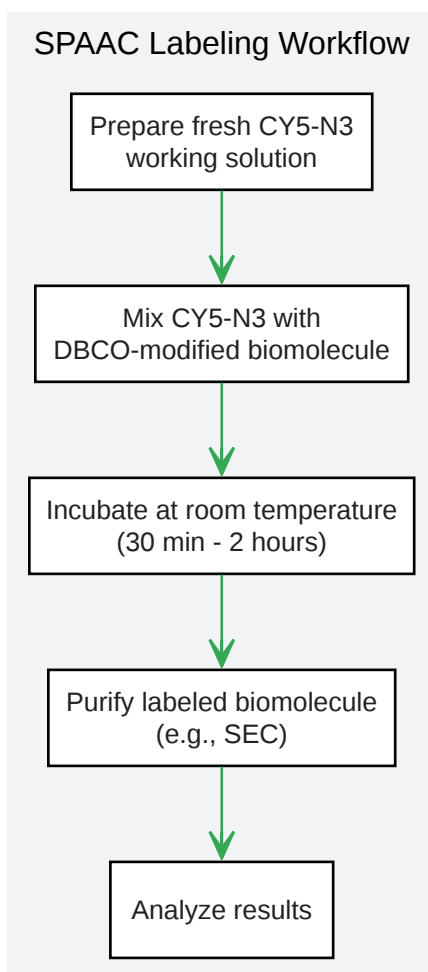 SPAAC Labeling Workflow
Prepare fresh CY5-N3
working solution
Mix CY5-N3 with
DBCO-modified biomolecule
Incubate at room temperature
(30 min - 2 hours)
Purify labeled biomolecule
(e.g., SEC)
Analyze results